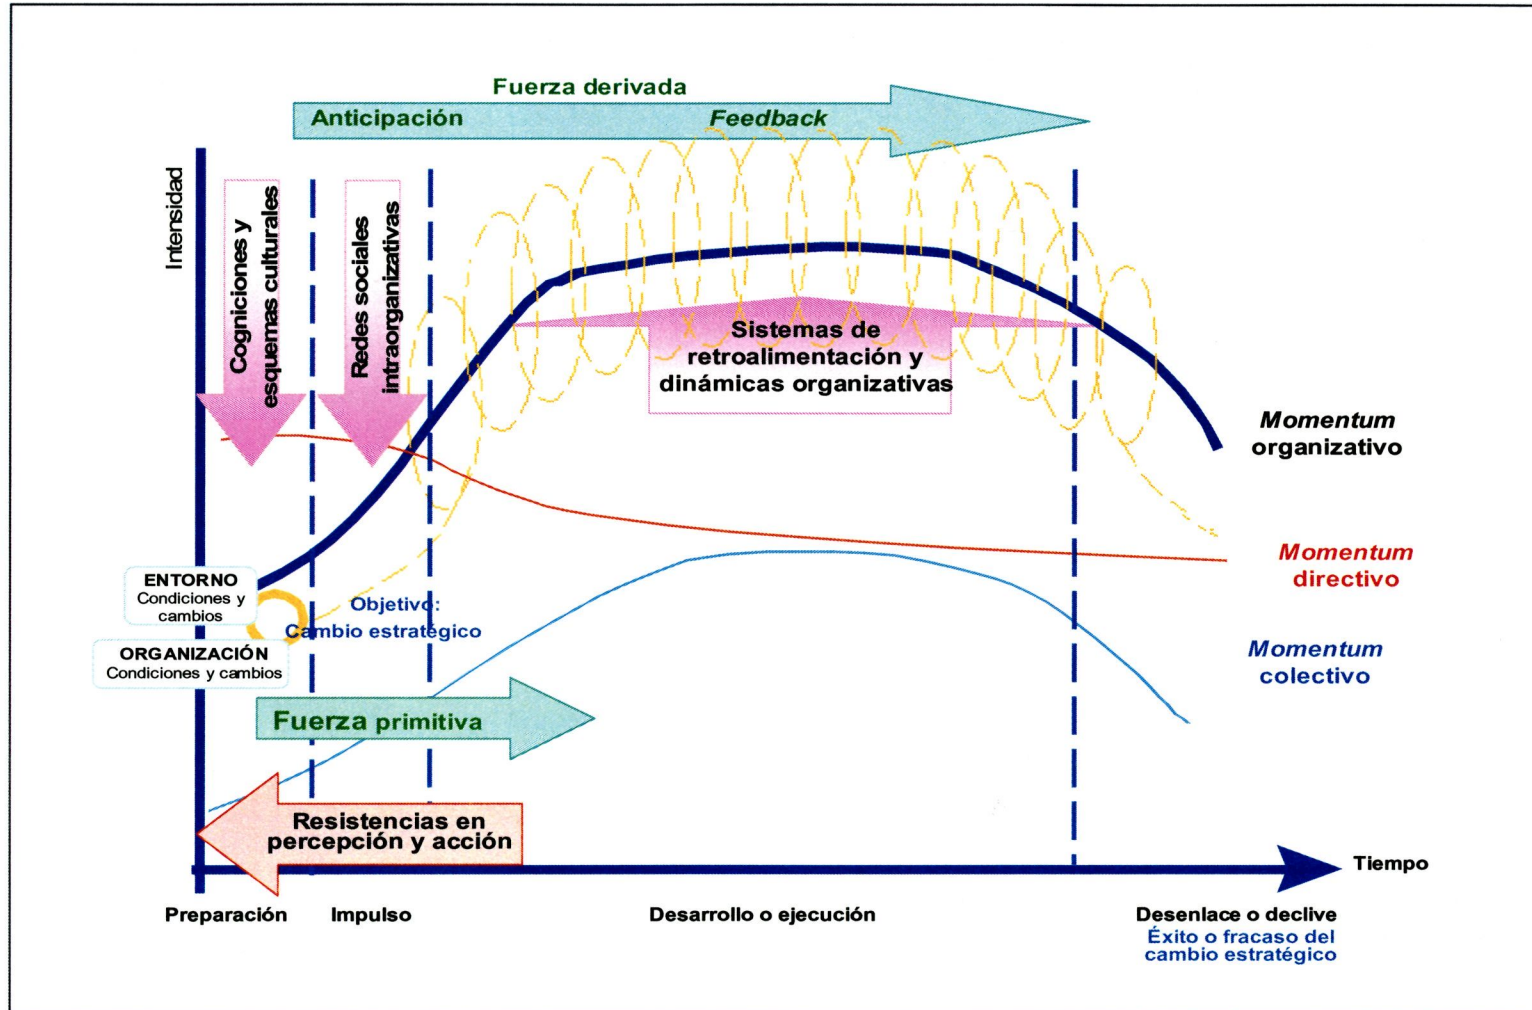 Fuerza derivada
Anticipación
Feedback
Intensidad
Cogniciones y
esquemas culturales
Redes sociales
intraorganizativas
Sistemas de
retroalimentación y
dinámicas organizativas
Momentum
organizativo
Momentum
directivo
Momentum
colectivo
ENTORNO
Condiciones y
cambios
ORGANIZACIÓN
Condiciones y cambios
Objetivo:
Cambio estratégico
Fuerza primitiva
Resistencias en
percepción y acción
Tiempo
Preparación
Impulso
Desarrollo o ejecución
Desenlace o declive
Éxito o fracaso del
cambio estratégico